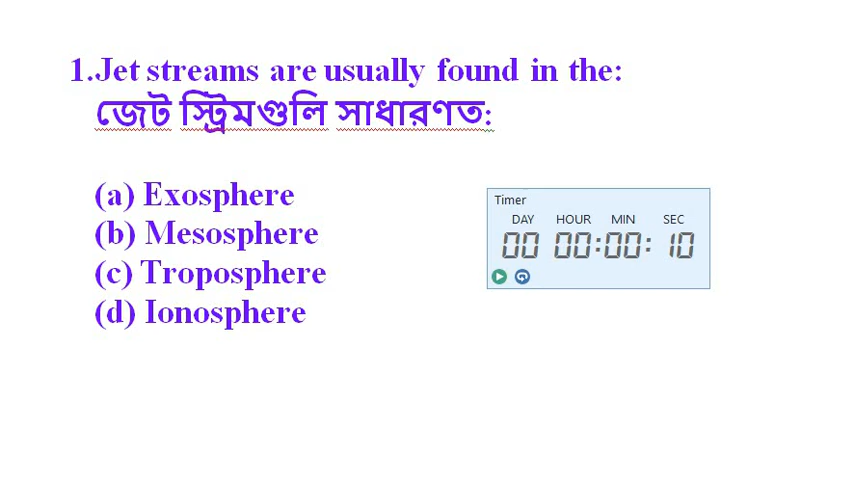 1.Jet streams are usually found in the:
জেট স্ট্রিমগুলি সাধারণত:
(a) Exosphere
(b) Mesosphere
(c) Troposphere
(d) Ionosphere
Timer
DAY HOUR MIN SEC
00 00:00: 10